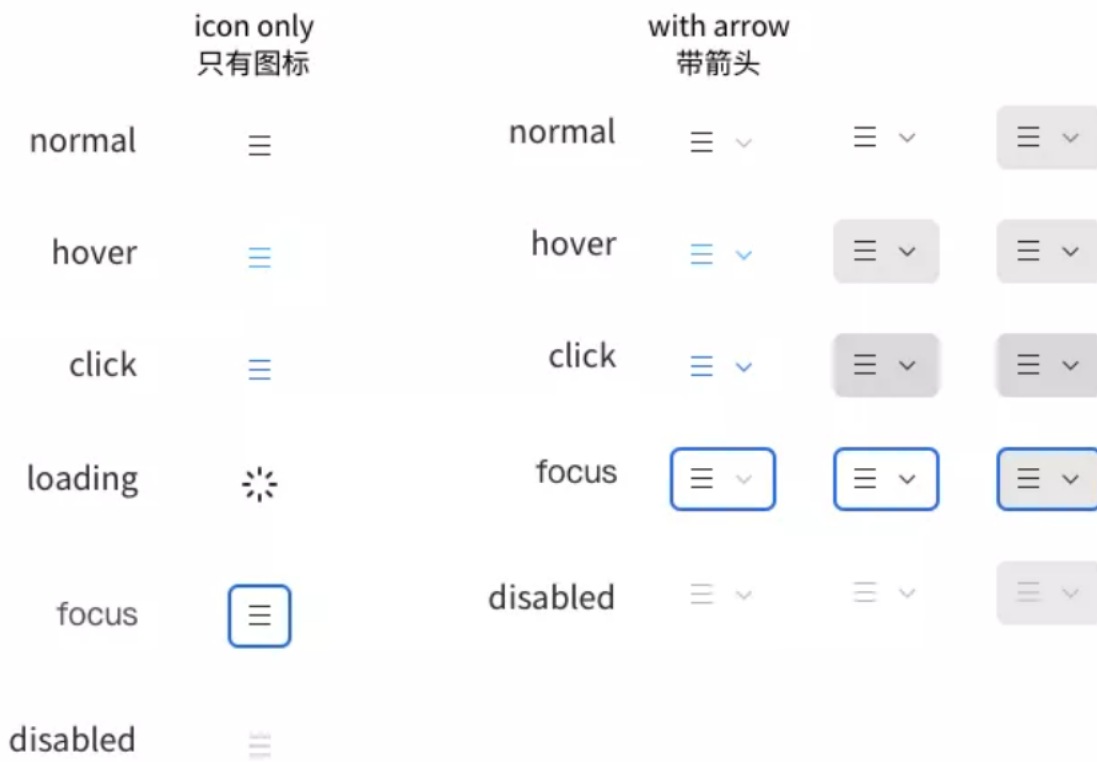 icon only
只有图标
normal
hover
click
loading
focus
disabled
with arrow
带箭头
normal
hover
click
focus
disabled